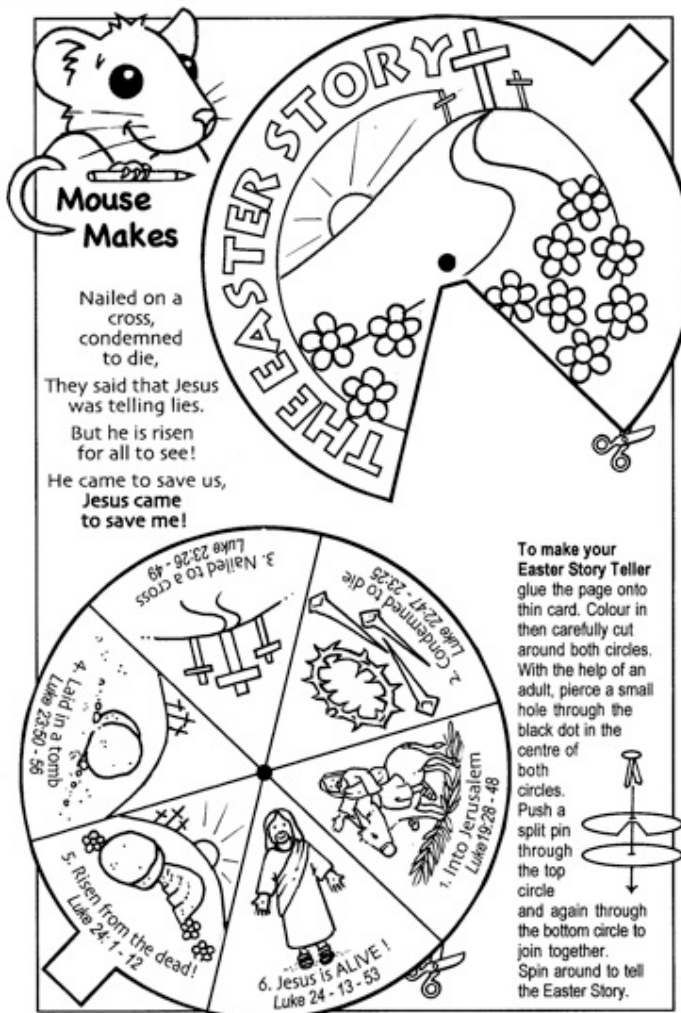 Mouse
Makes
THE EASTER STORY
Nailed on a
cross,
condemned
to die,
They said that Jesus
was telling lies.
But he is risen
for all to see!
He came to save us,
Jesus came
to save me!
1. Into Jerusalem
Luke 19:28 - 48
2. Condemned to die
Luke 22:47 - 23:25
3. Nailed to a cross
Luke 23:26 - 49
4. Laid in a tomb
Luke 23:50 - 56
5. Risen from the dead!
Luke 24: 1 - 12
6. Jesus is ALIVE !
Luke 24 - 13 - 53
To make your
Easter Story Teller
glue the page onto
thin card. Colour in
then carefully cut
around both circles.
With the help of an
adult, pierce a small
hole through the
black dot in the
centre of
both
circles.
Push a
split pin
through
the top
circle
and again through
the bottom circle to
join together.
Spin around to tell
the Easter Story.